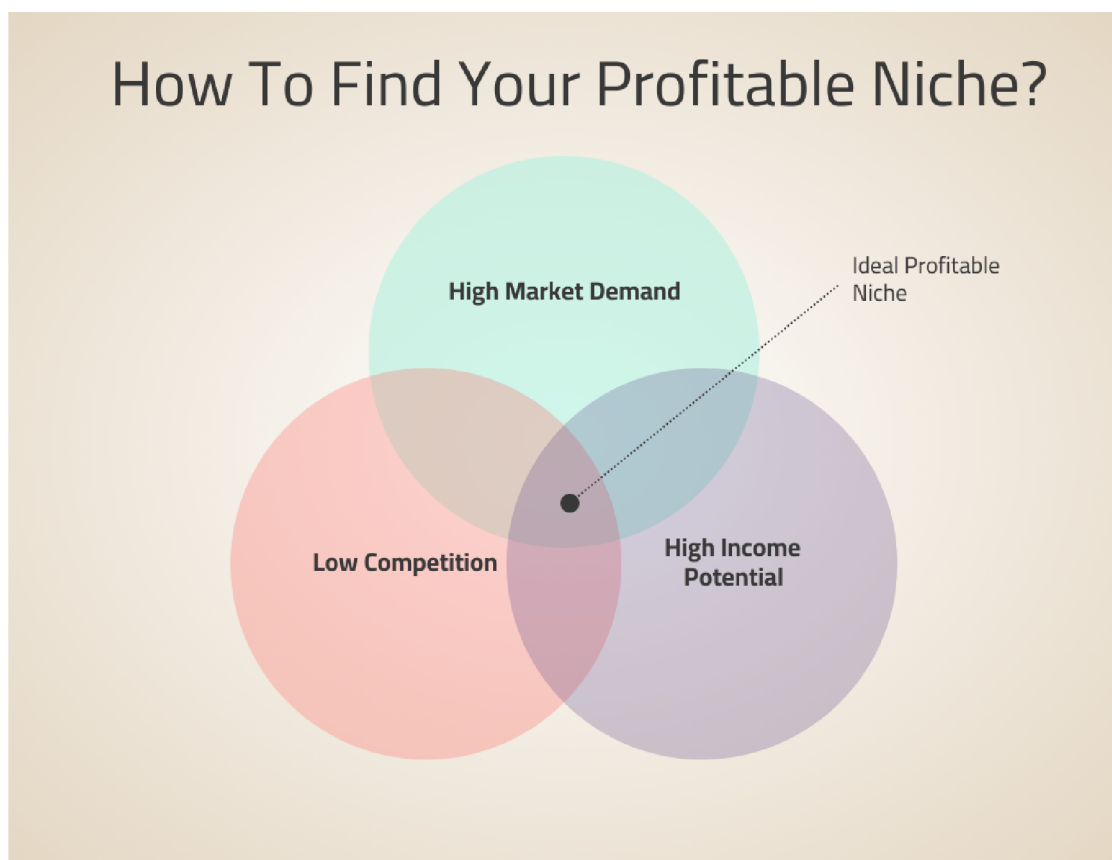 How To Find Your Profitable Niche?
High Market Demand
Ideal Profitable
Niche
Low Competition
High Income
Potential